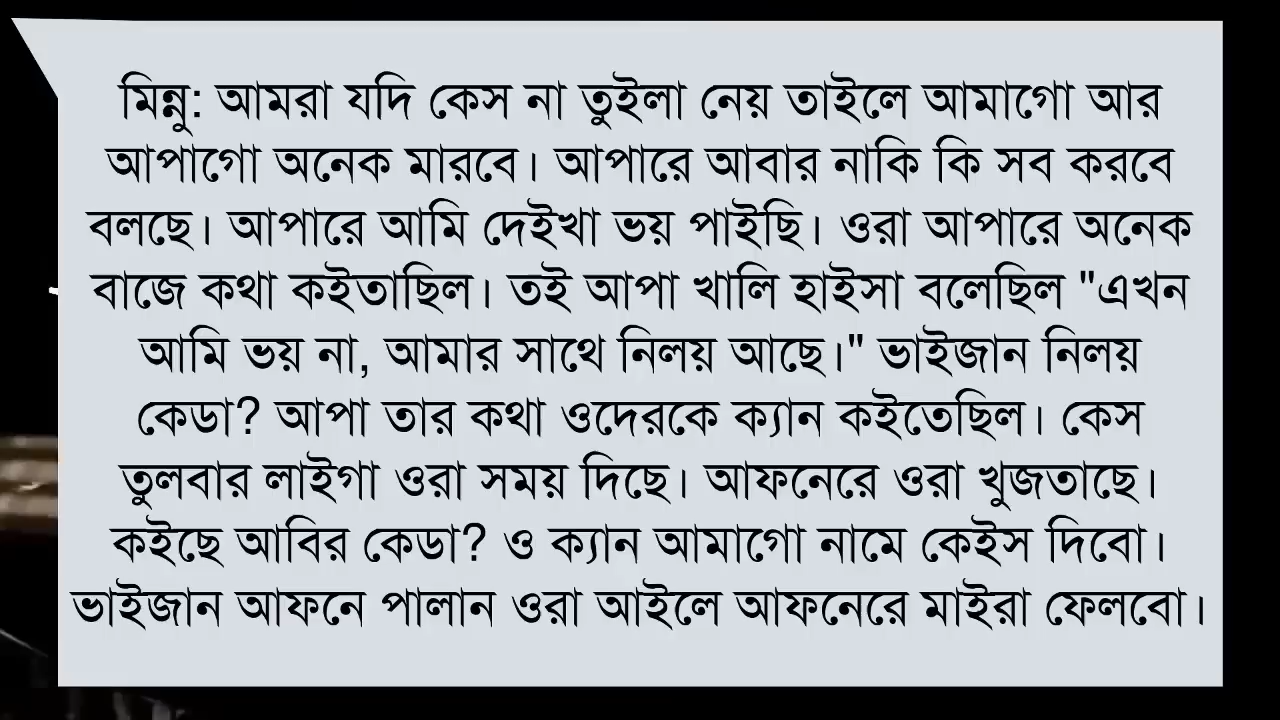 মিন্নু: আমরা যদি কেস না তুইলা নেয় তাইলে আমাগো আর
আপাগো অনেক মারবে। আপারে আবার নাকি কি সব করবে
বলছে। আপারে আমি দেইখা ভয় পাইছি। ওরা আপারে অনেক
বাজে কথা কইতাছিল। তই আপা খালি হাইসা বলেছিল "এখন
আমি ভয় না, আমার সাথে নিলয় আছে।" ভাইজান নিলয়
কেডা? আপা তার কথা ওদেরকে ক্যান কইতেছিল। কেস
তুলবার লাইগা ওরা সময় দিছে। আফনেরে ওরা খুজতাছে।
কইছে আবির কেডা? ও ক্যান আমাগো নামে কেইস দিবো।
ভাইজান আফনে পালান ওরা আইলে আফনেরে মাইরা ফেলবো।